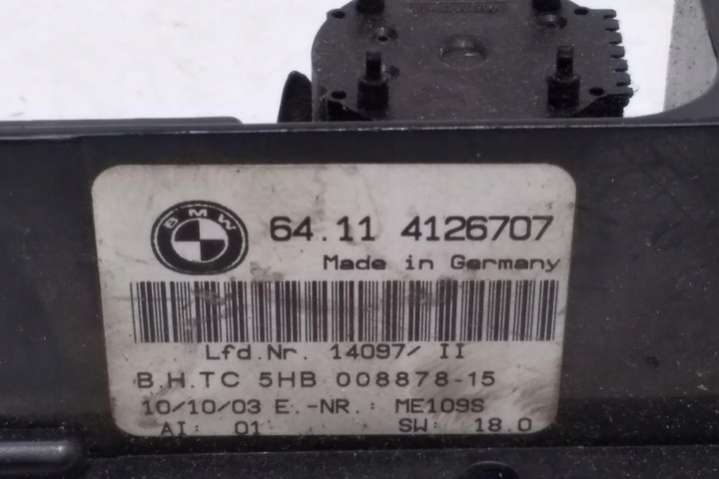 BMW
64.11 4126707
Made in Germany
Lfd.Nr. 14097/ II
B.H.TC 5HB 008878-15
10/10/03 E.-NR.: ME109S
AI: 01 SW: 18.0